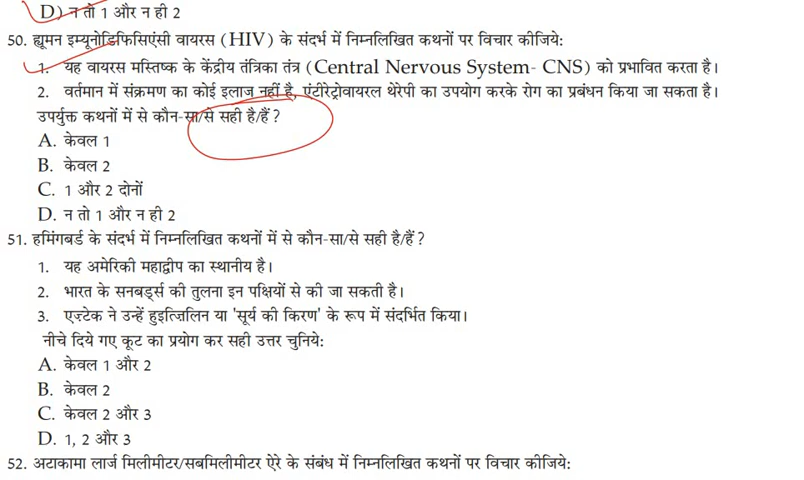 D) न तो 1 और न ही 2
50. ह्यूमन इम्यूनोडिफिसिएंसी वायरस (HIV) के संदर्भ में निम्नलिखित कथनों पर विचार कीजिये:
1. यह वायरस मस्तिष्क के केंद्रीय तंत्रिका तंत्र (Central Nervous System- CNS) को प्रभावित करता है।
2. वर्तमान में संक्रमण का कोई इलाज नहीं है, एंटीरेट्रोवायरल थेरेपी का उपयोग करके रोग का प्रबंधन किया जा सकता है।
उपर्युक्त कथनों में से कौन-सा/से सही है/हैं?
A. केवल 1
B. केवल 2
C. 1 और 2 दोनों
D. न तो 1 और न ही 2
51. हमिंगबर्ड के संदर्भ में निम्नलिखित कथनों में से कौन-सा/से सही है/हैं?
1. यह अमेरिकी महाद्वीप का स्थानीय है।
2. भारत के सनबर्ड्स की तुलना इन पक्षियों से की जा सकती है।
3. एज़्टेक ने उन्हें हुइत्ज़िलिन या 'सूर्य की किरण' के रूप में संदर्भित किया।
नीचे दिये गए कूट का प्रयोग कर सही उत्तर चुनिये:
A. केवल 1 और 2
B. केवल 2
C. केवल 2 और 3
D. 1, 2 और 3
52. अटाकामा लार्ज मिलीमीटर/सबमिलीमीटर ऐरे के संबंध में निम्नलिखित कथनों पर विचार कीजिये: